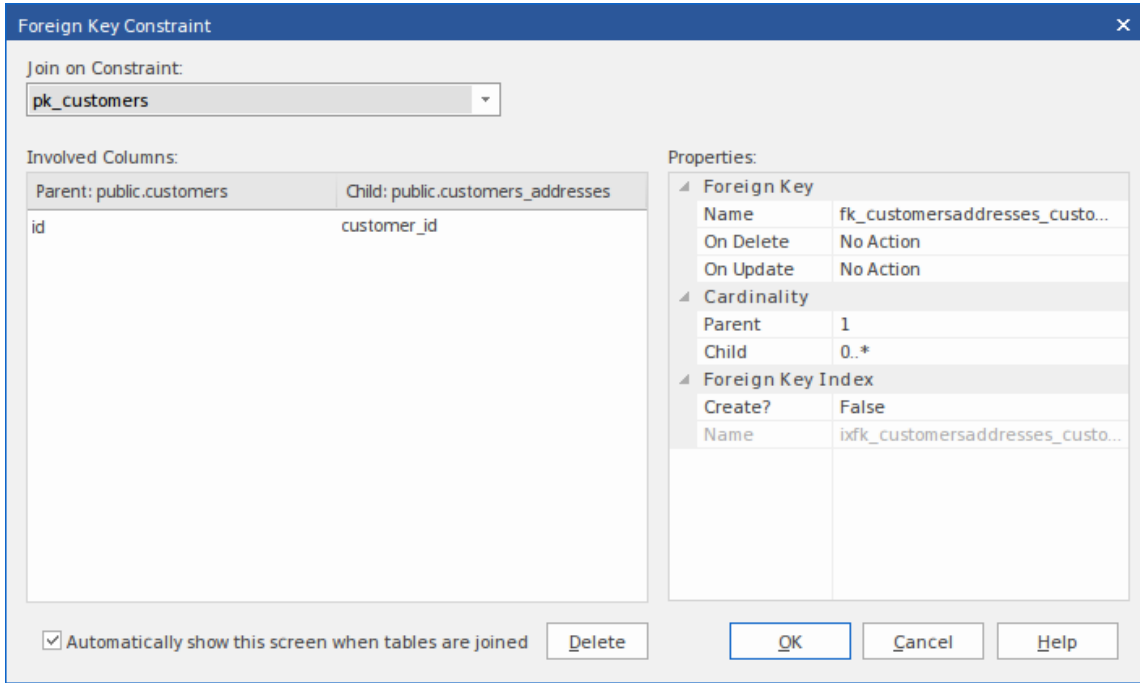 Foreign Key Constraint
Join on Constraint:
pk_customers
Involved Columns:
Parent: public.customers Child: public.customers_addresses
id customer_id
Properties:
Foreign Key
Name fk_customersaddresses_custo...
On Delete No Action
On Update No Action
Cardinality
Parent 1
Child 0..*
Foreign Key Index
Create? False
Name ixfk_customersaddresses_custo...
Automatically show this screen when tables are joined Delete OK Cancel Help